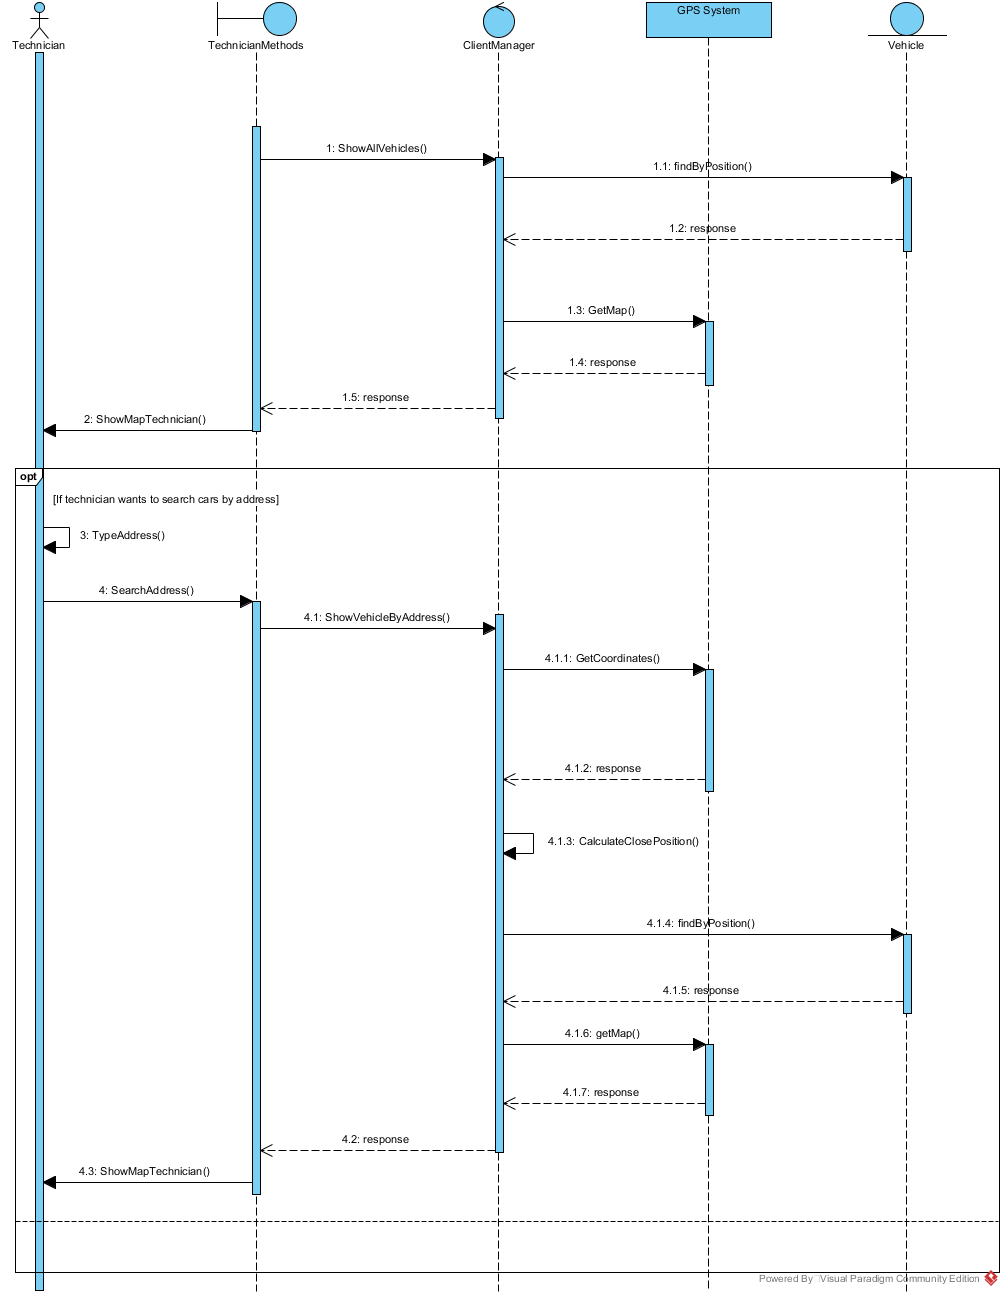 GPS System
Technician
TechnicianMethods
ClientManager
Vehicle
1: ShowAllVehicles()
1.1: findByPosition()
1.2: response
1.3: GetMap()
1.4: response
1.5: response
2: ShowMapTechnician()
opt
[If technician wants to search cars by address]
3: TypeAddress()
4: SearchAddress()
4.1: ShowVehicleByAddress()
4.1.1: GetCoordinates()
4.1.2: response
4.1.3: CalculateClosePosition()
4.1.4: findByPosition()
4.1.5: response
4.1.6: getMap()
4.1.7: response
4.2: response
4.3: ShowMapTechnician()
Powered By Visual Paradigm Community Edition